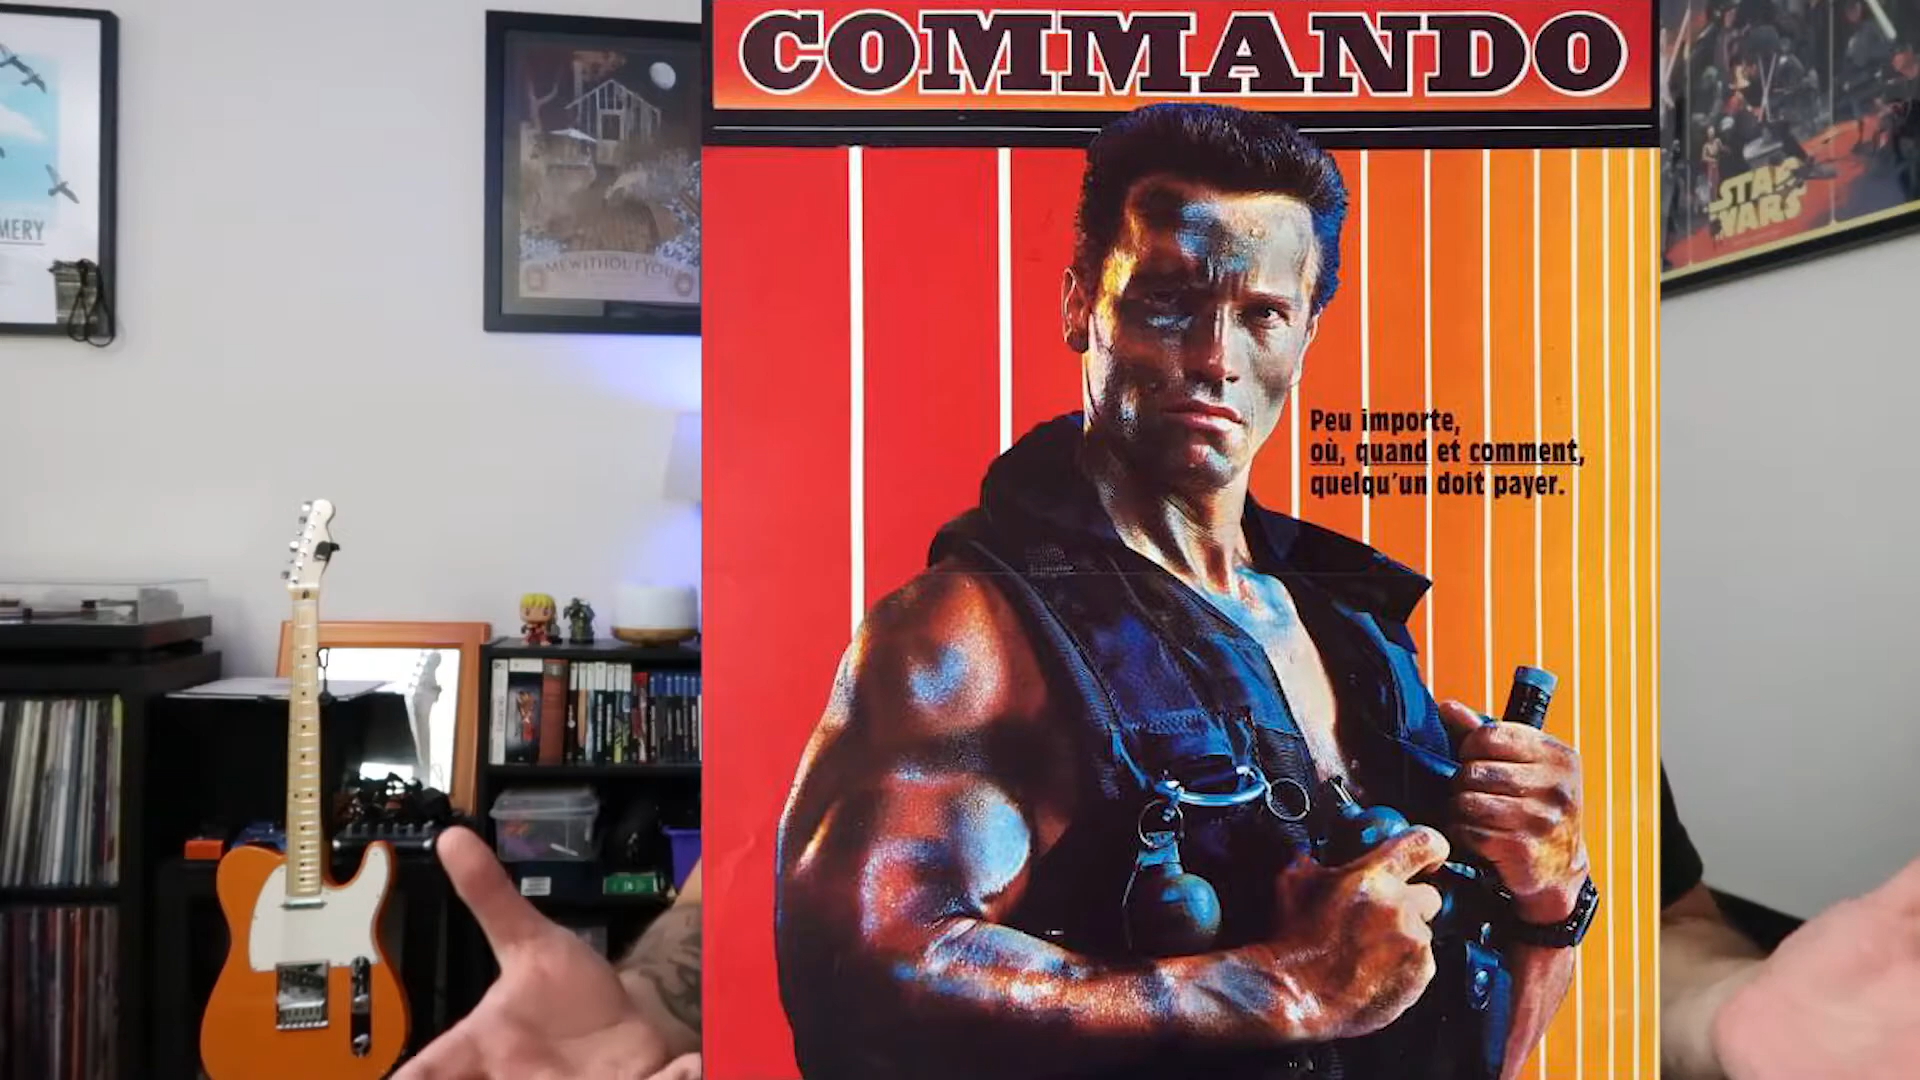 COMMANDO
MERY
MEWITHOUTYOU
STAR
WARS
Peu importe,
où, quand et comment,
quelqu'un doit payer.